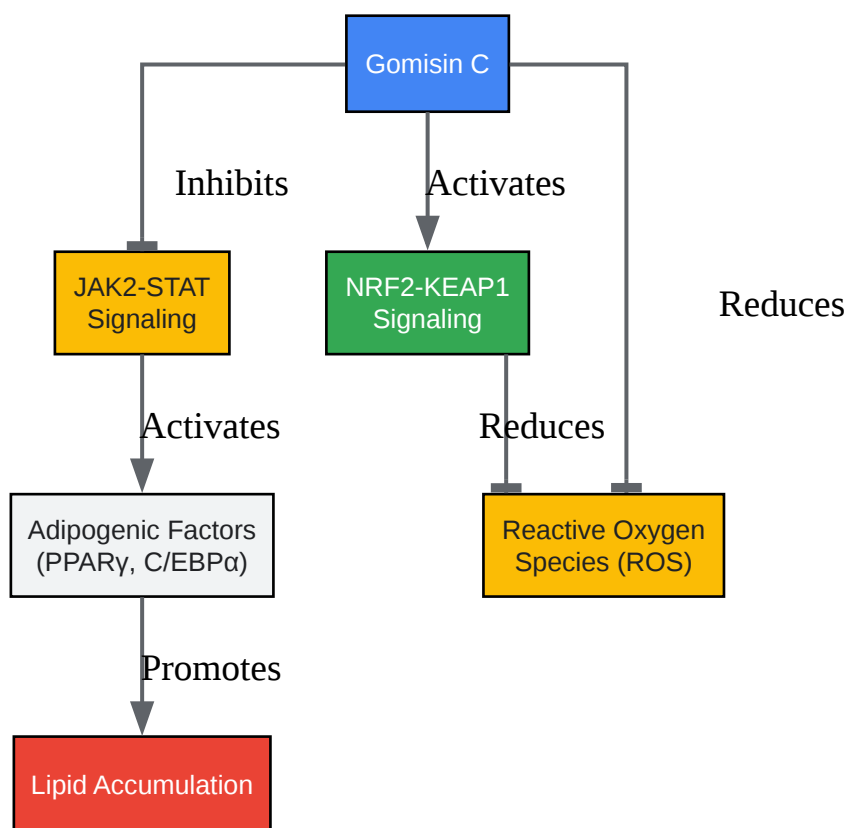 Gomisin C
Inhibits
Activates
JAK2-STAT
Signaling
NRF2-KEAP1
Signaling
Reduces
Activates
Reduces
Adipogenic Factors
(PPARγ, C/EBPα)
Reactive Oxygen
Species (ROS)
Promotes
Lipid Accumulation